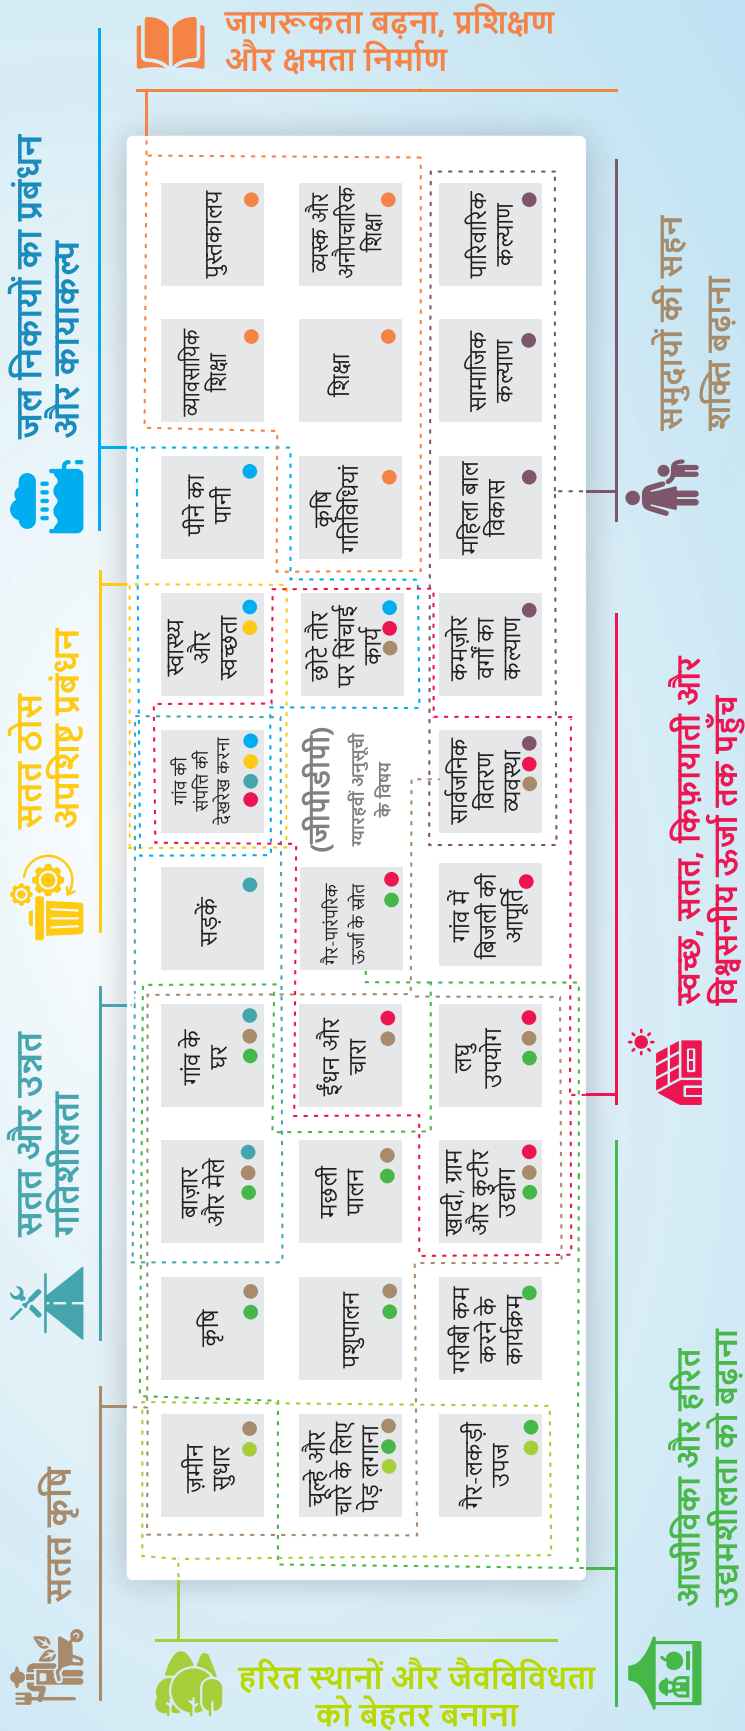 जागरूकता बढ़ना, प्रशिक्षण
और क्षमता निर्माण
जल निकायों का प्रबंधन
और कायाकल्प
सतत ठोस
अपशिष्ट प्रबंधन
सतत और उन्नत
गतिशीलता
सतत कृषि
पुस्तकालय
व्यस्क और
अनौपचारिक
शिक्षा
पारिवारिक
कल्याण
व्यावसायिक
शिक्षा
शिक्षा
सामाजिक
कल्याण
पीने का
पानी
कृषि
गतिविधियां
महिला बाल
विकास
स्वास्थ्य
और
स्वच्छता
छोटे तौर
पर सिंचाई
कार्य
कमज़ोर
वर्गों का
कल्याण
गांव की
संपत्ति की
देखरेख करना
(जीपीडीपी)
ग्यारहवीं अनुसूची
के विषय
सार्वजनिक
वितरण
व्यवस्था
सड़कें
गैर-पारंपरिक
ऊर्जा के स्रोत
गांव में
बिजली की
आपूर्ति
गांव के
घर
ईंधन और
चारा
लघु
उपयोग
बाज़ार
और मेले
मछली
पालन
खादी, ग्राम
और कुटीर
उद्योग
कृषि
पशुपालन
गरीबी कम
करने के
कार्यक्रम
ज़मीन
सुधार
चूल्हे और
चारे के लिए
पेड़ लगाना
गैर-लकड़ी
उपज
समुदायों की सहन
शक्ति बढ़ाना
स्वच्छ, सतत, किफ़ायाती और
विश्वसनीय ऊर्जा तक पहुँच
आजीविका और हरित
उद्यमशीलता को बढ़ाना
हरित स्थानों और जैवविविधता
को बेहतर बनाना